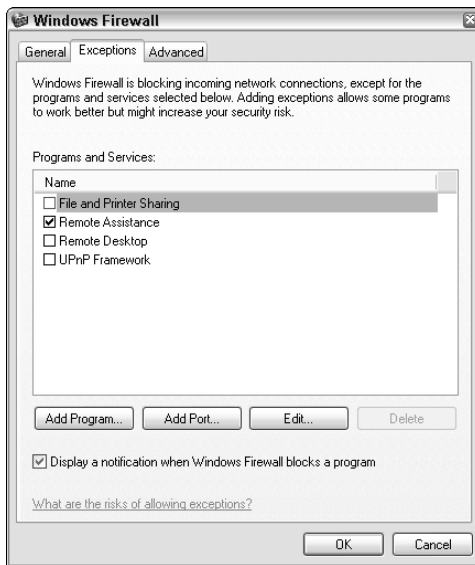 Windows Firewall
General
Exceptions
Advanced
Windows Firewall is blocking incoming network connections, except for the
programs and services selected below. Adding exceptions allows some programs
to work better but might increase your security risk.
Programs and Services:
Name
File and Printer Sharing
Remote Assistance
Remote Desktop
UPnP Framework
Add Program...
Add Port...
Edit...
Delete
Display a notification when Windows Firewall blocks a program
What are the risks of allowing exceptions?
OK
Cancel